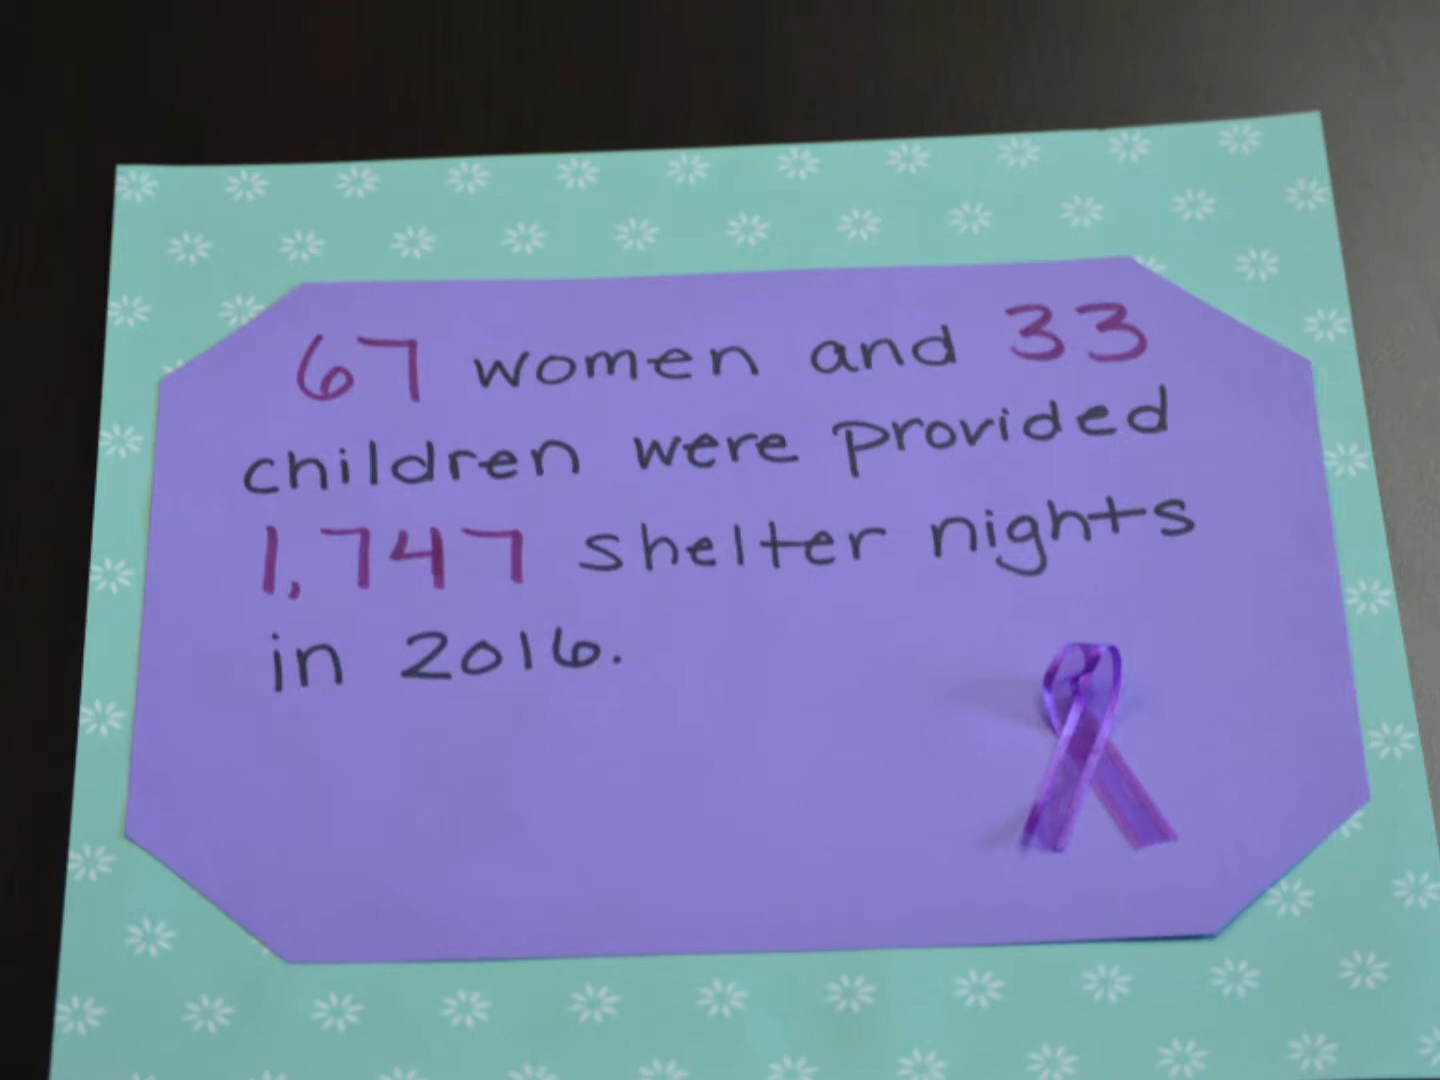 67 women and 33
children were provided
1,747 shelter nights
in 2016.